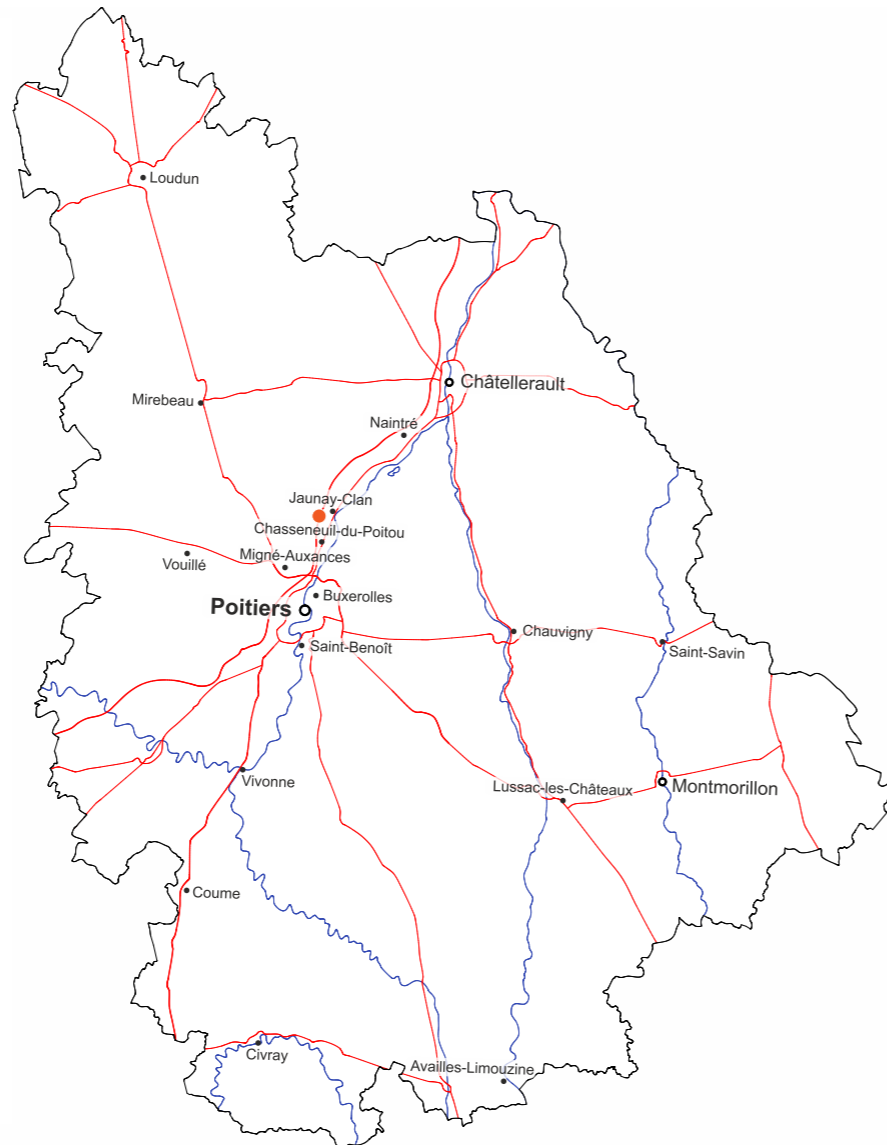 Loudun
Châtellerault
Mirebeau
Naintré
Jaunay-Clan
Chasseneuil-du-Poitou
Migné-Auxances
Vouillé
Buxerolles
Poitiers
Chauvigny
Saint-Benoît
Saint-Savin
Vivonne
Montmorillon
Lussac-les-Châteaux
Coume
Civray
Availles-Limouzine